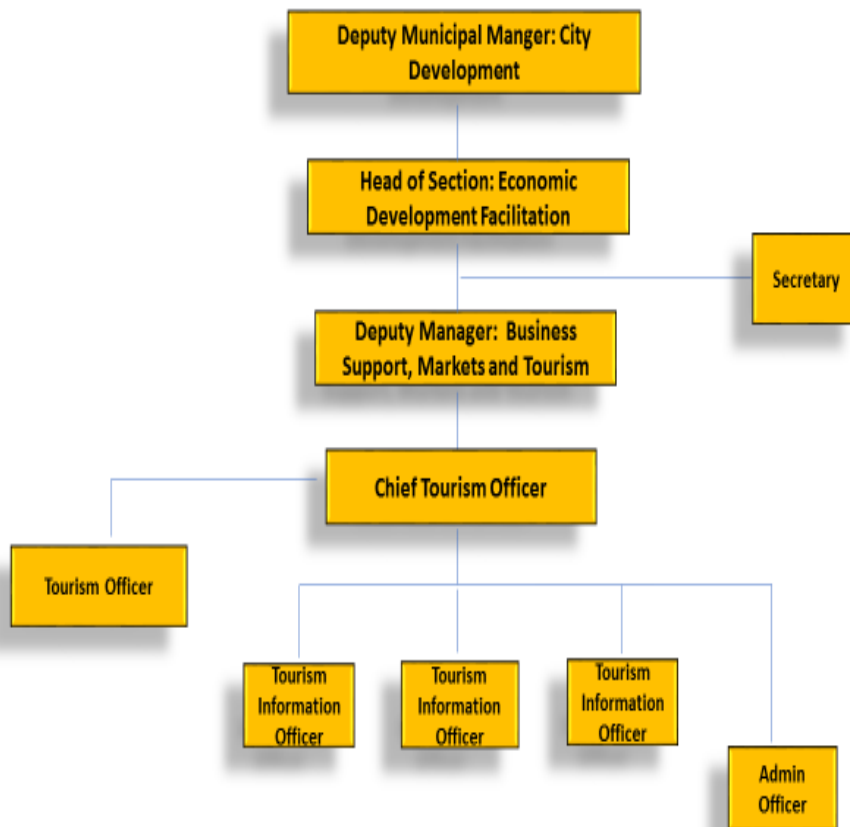 Deputy Municipal Manger: City
Development
Head of Section: Economic
Development Facilitation
Secretary
Deputy Manager:  Business
Support, Markets and Tourism
Chief Tourism Officer
Tourism Officer
Tourism
Information
Officer
Tourism
Information
Officer
Tourism
Information
Officer
Admin
Officer